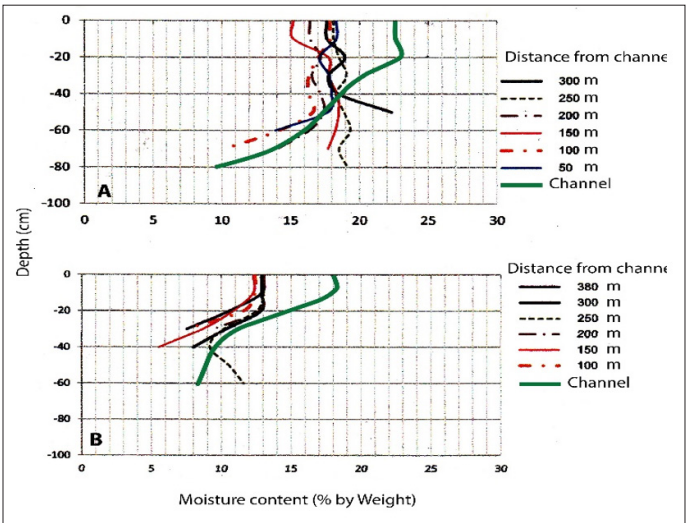 0
-20
-40
-60
-80
-100
A
0 5 10 15 20 25 30
Distance from channe
300 m
250 m
200 m
150 m
100 m
50 m
Channel
Depth (cm)
0
-20
-40
-60
-80
-100
B
0 5 10 15 20 25 30
Distance from channe
380 m
300 m
250 m
200 m
150 m
100 m
Channel
Moisture content (% by Weight)